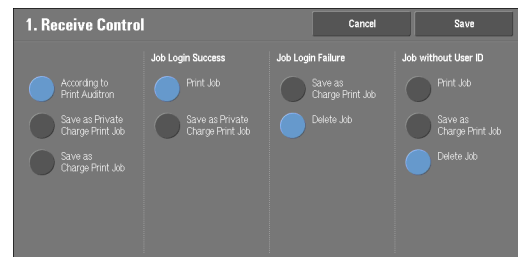 1. Receive Control
Cancel
Save
According to
Print Auditron
Save as Private
Charge Print Job
Save as
Charge Print Job
Job Login Success
Print Job
Save as Private
Charge Print Job
Job Login Failure
Save as
Charge Print Job
Delete Job
Job without User ID
Print Job
Save as
Charge Print Job
Delete Job